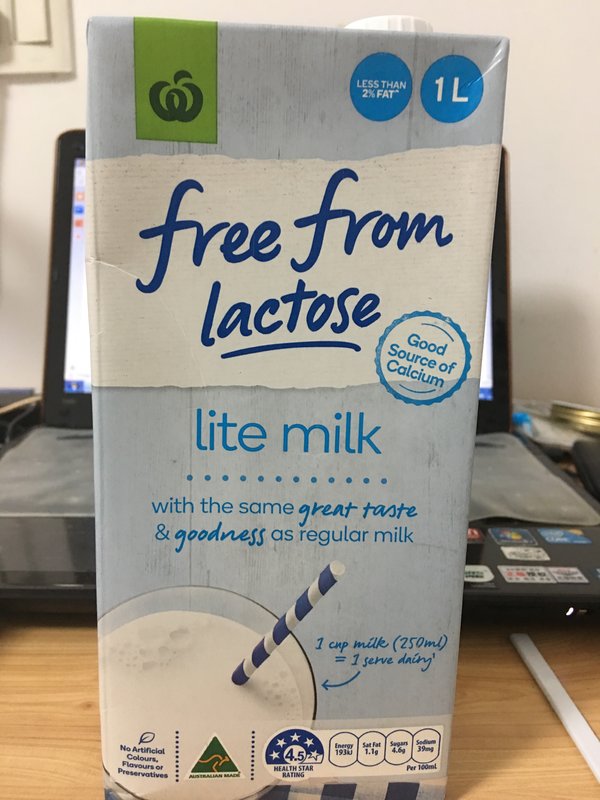 LESS THAN
2% FAT^
1 L
free from
lactose
Good
Source of
Calcium
lite milk
with the same great taste
& goodness as regular milk
1 cup milk (250ml)
= 1 serve dairy¹
No Artificial
Colours,
Flavours or
Preservatives
AUSTRALIAN MADE
4.5
HEALTH STAR
RATING
Energy
193kJ
Sat Fat
1.1g
Sugars
4.6g
Sodium
39mg
Per 100mL